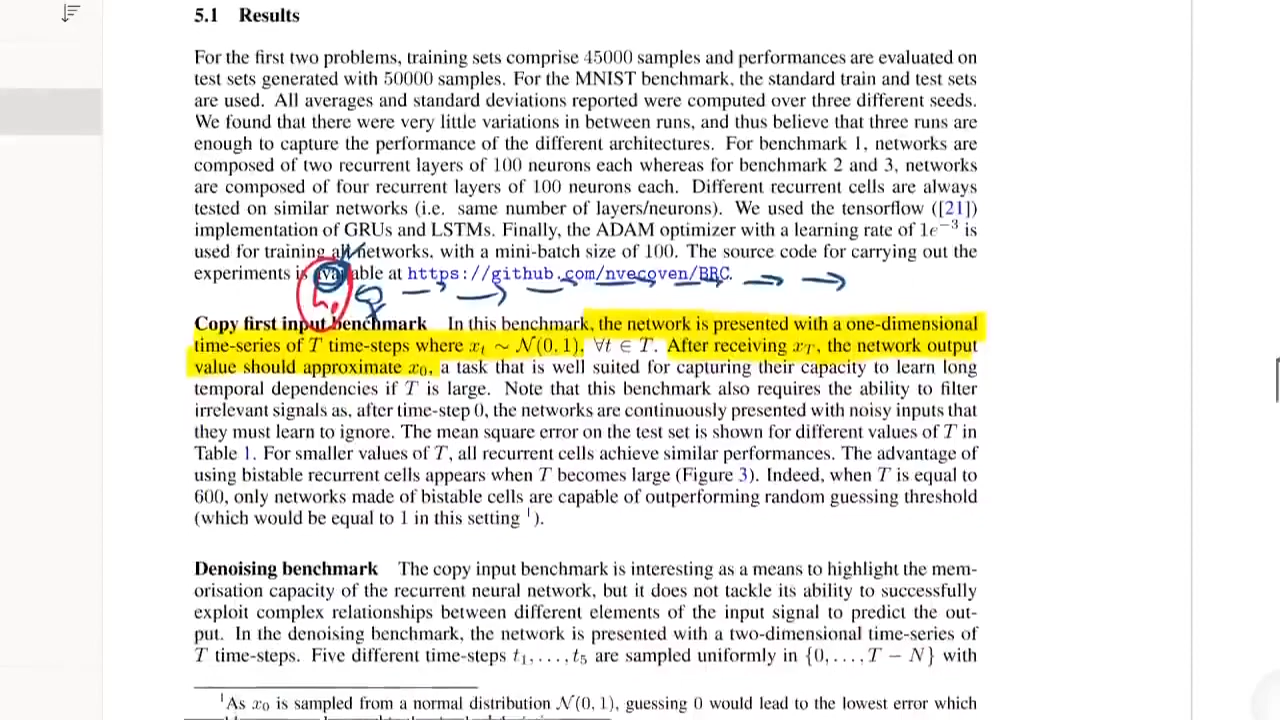 5.1 Results
For the first two problems, training sets comprise 45000 samples and performances are evaluated on
test sets generated with 50000 samples. For the MNIST benchmark, the standard train and test sets
are used. All averages and standard deviations reported were computed over three different seeds.
We found that there were very little variations in between runs, and thus believe that three runs are
enough to capture the performance of the different architectures. For benchmark 1, networks are
composed of two recurrent layers of 100 neurons each whereas for benchmark 2 and 3, networks
are composed of four recurrent layers of 100 neurons each. Different recurrent cells are always
tested on similar networks (i.e. same number of layers/neurons). We used the tensorflow ([21])
implementation of GRUs and LSTMs. Finally, the ADAM optimizer with a learning rate of 1e⁻³ is
used for training all networks, with a mini-batch size of 100. The source code for carrying out the
experiments is available at https://github.com/nvecoven/BRC.
Copy first input benchmark In this benchmark, the network is presented with a one-dimensional
time-series of T time-steps where xₜ ∼ N(0, 1), ∀t ∈ T. After receiving x_T, the network output
value should approximate x₀, a task that is well suited for capturing their capacity to learn long
temporal dependencies if T is large. Note that this benchmark also requires the ability to filter
irrelevant signals as, after time-step 0, the networks are continuously presented with noisy inputs that
they must learn to ignore. The mean square error on the test set is shown for different values of T in
Table 1. For smaller values of T, all recurrent cells achieve similar performances. The advantage of
using bistable recurrent cells appears when T becomes large (Figure 3). Indeed, when T is equal to
600, only networks made of bistable cells are capable of outperforming random guessing threshold
(which would be equal to 1 in this setting ¹).
Denoising benchmark The copy input benchmark is interesting as a means to highlight the mem-
orisation capacity of the recurrent neural network, but it does not tackle its ability to successfully
exploit complex relationships between different elements of the input signal to predict the out-
put. In the denoising benchmark, the network is presented with a two-dimensional time-series of
T time-steps. Five different time-steps t₁, . . . , t₅ are sampled uniformly in {0, . . . , T − N} with
¹As x₀ is sampled from a normal distribution N(0, 1), guessing 0 would lead to the lowest error which